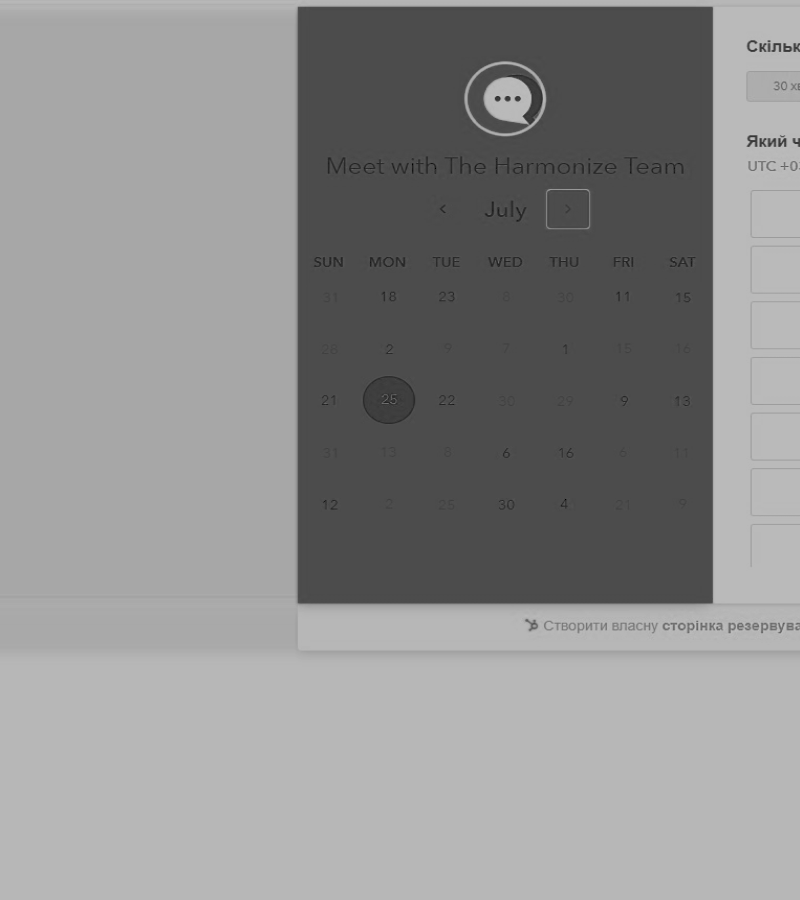 Meet with The Harmonize Team
July
SUN MON TUE WED THU FRI SAT
31 18 23 6 30 11 15
28 2 9 7 1 15 16
21 25 22 30 29 9 13
31 13 8 6 16 6 11
12 2 25 30 4 21 9
Скільк
30 хв
Який ч
UTC +03
Створити власну сторінка резервува